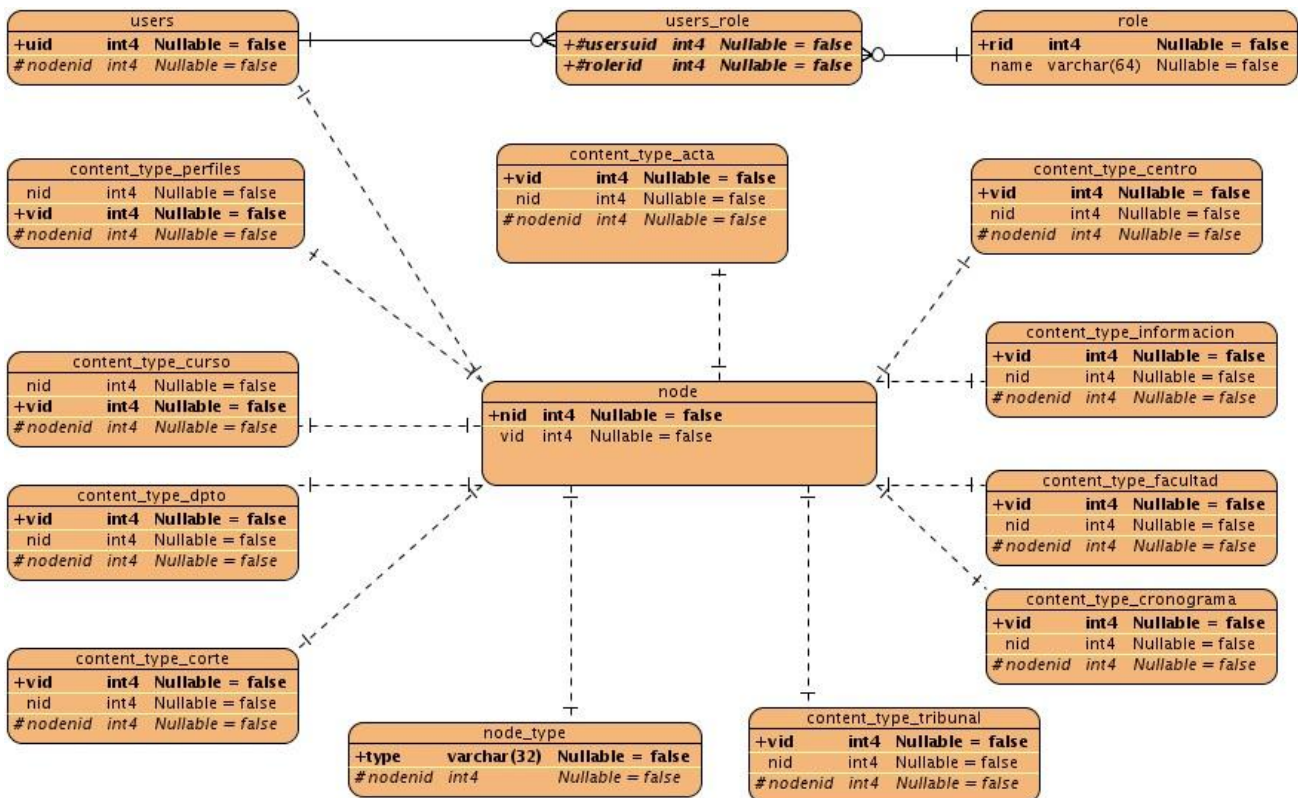 users
+uid int4 Nullable = false
#nodenid int4 Nullable = false
users_role
+#usersuid int4 Nullable = false
+#rolerid int4 Nullable = false
role
+rid int4 Nullable = false
name varchar(64) Nullable = false
content_type_perfiles
nid int4 Nullable = false
+vid int4 Nullable = false
#nodenid int4 Nullable = false
content_type_acta
+vid int4 Nullable = false
nid int4 Nullable = false
#nodenid int4 Nullable = false
content_type_centro
+vid int4 Nullable = false
nid int4 Nullable = false
#nodenid int4 Nullable = false
content_type_curso
nid int4 Nullable = false
+vid int4 Nullable = false
#nodenid int4 Nullable = false
node
+nid int4 Nullable = false
vid int4 Nullable = false
content_type_informacion
+vid int4 Nullable = false
nid int4 Nullable = false
#nodenid int4 Nullable = false
content_type_dpto
+vid int4 Nullable = false
nid int4 Nullable = false
#nodenid int4 Nullable = false
content_type_facultad
+vid int4 Nullable = false
nid int4 Nullable = false
#nodenid int4 Nullable = false
content_type_cronograma
+vid int4 Nullable = false
nid int4 Nullable = false
#nodenid int4 Nullable = false
content_type_corte
+vid int4 Nullable = false
nid int4 Nullable = false
#nodenid int4 Nullable = false
node_type
+type varchar(32) Nullable = false
#nodenid int4 Nullable = false
content_type_tribunal
+vid int4 Nullable = false
nid int4 Nullable = false
#nodenid int4 Nullable = false